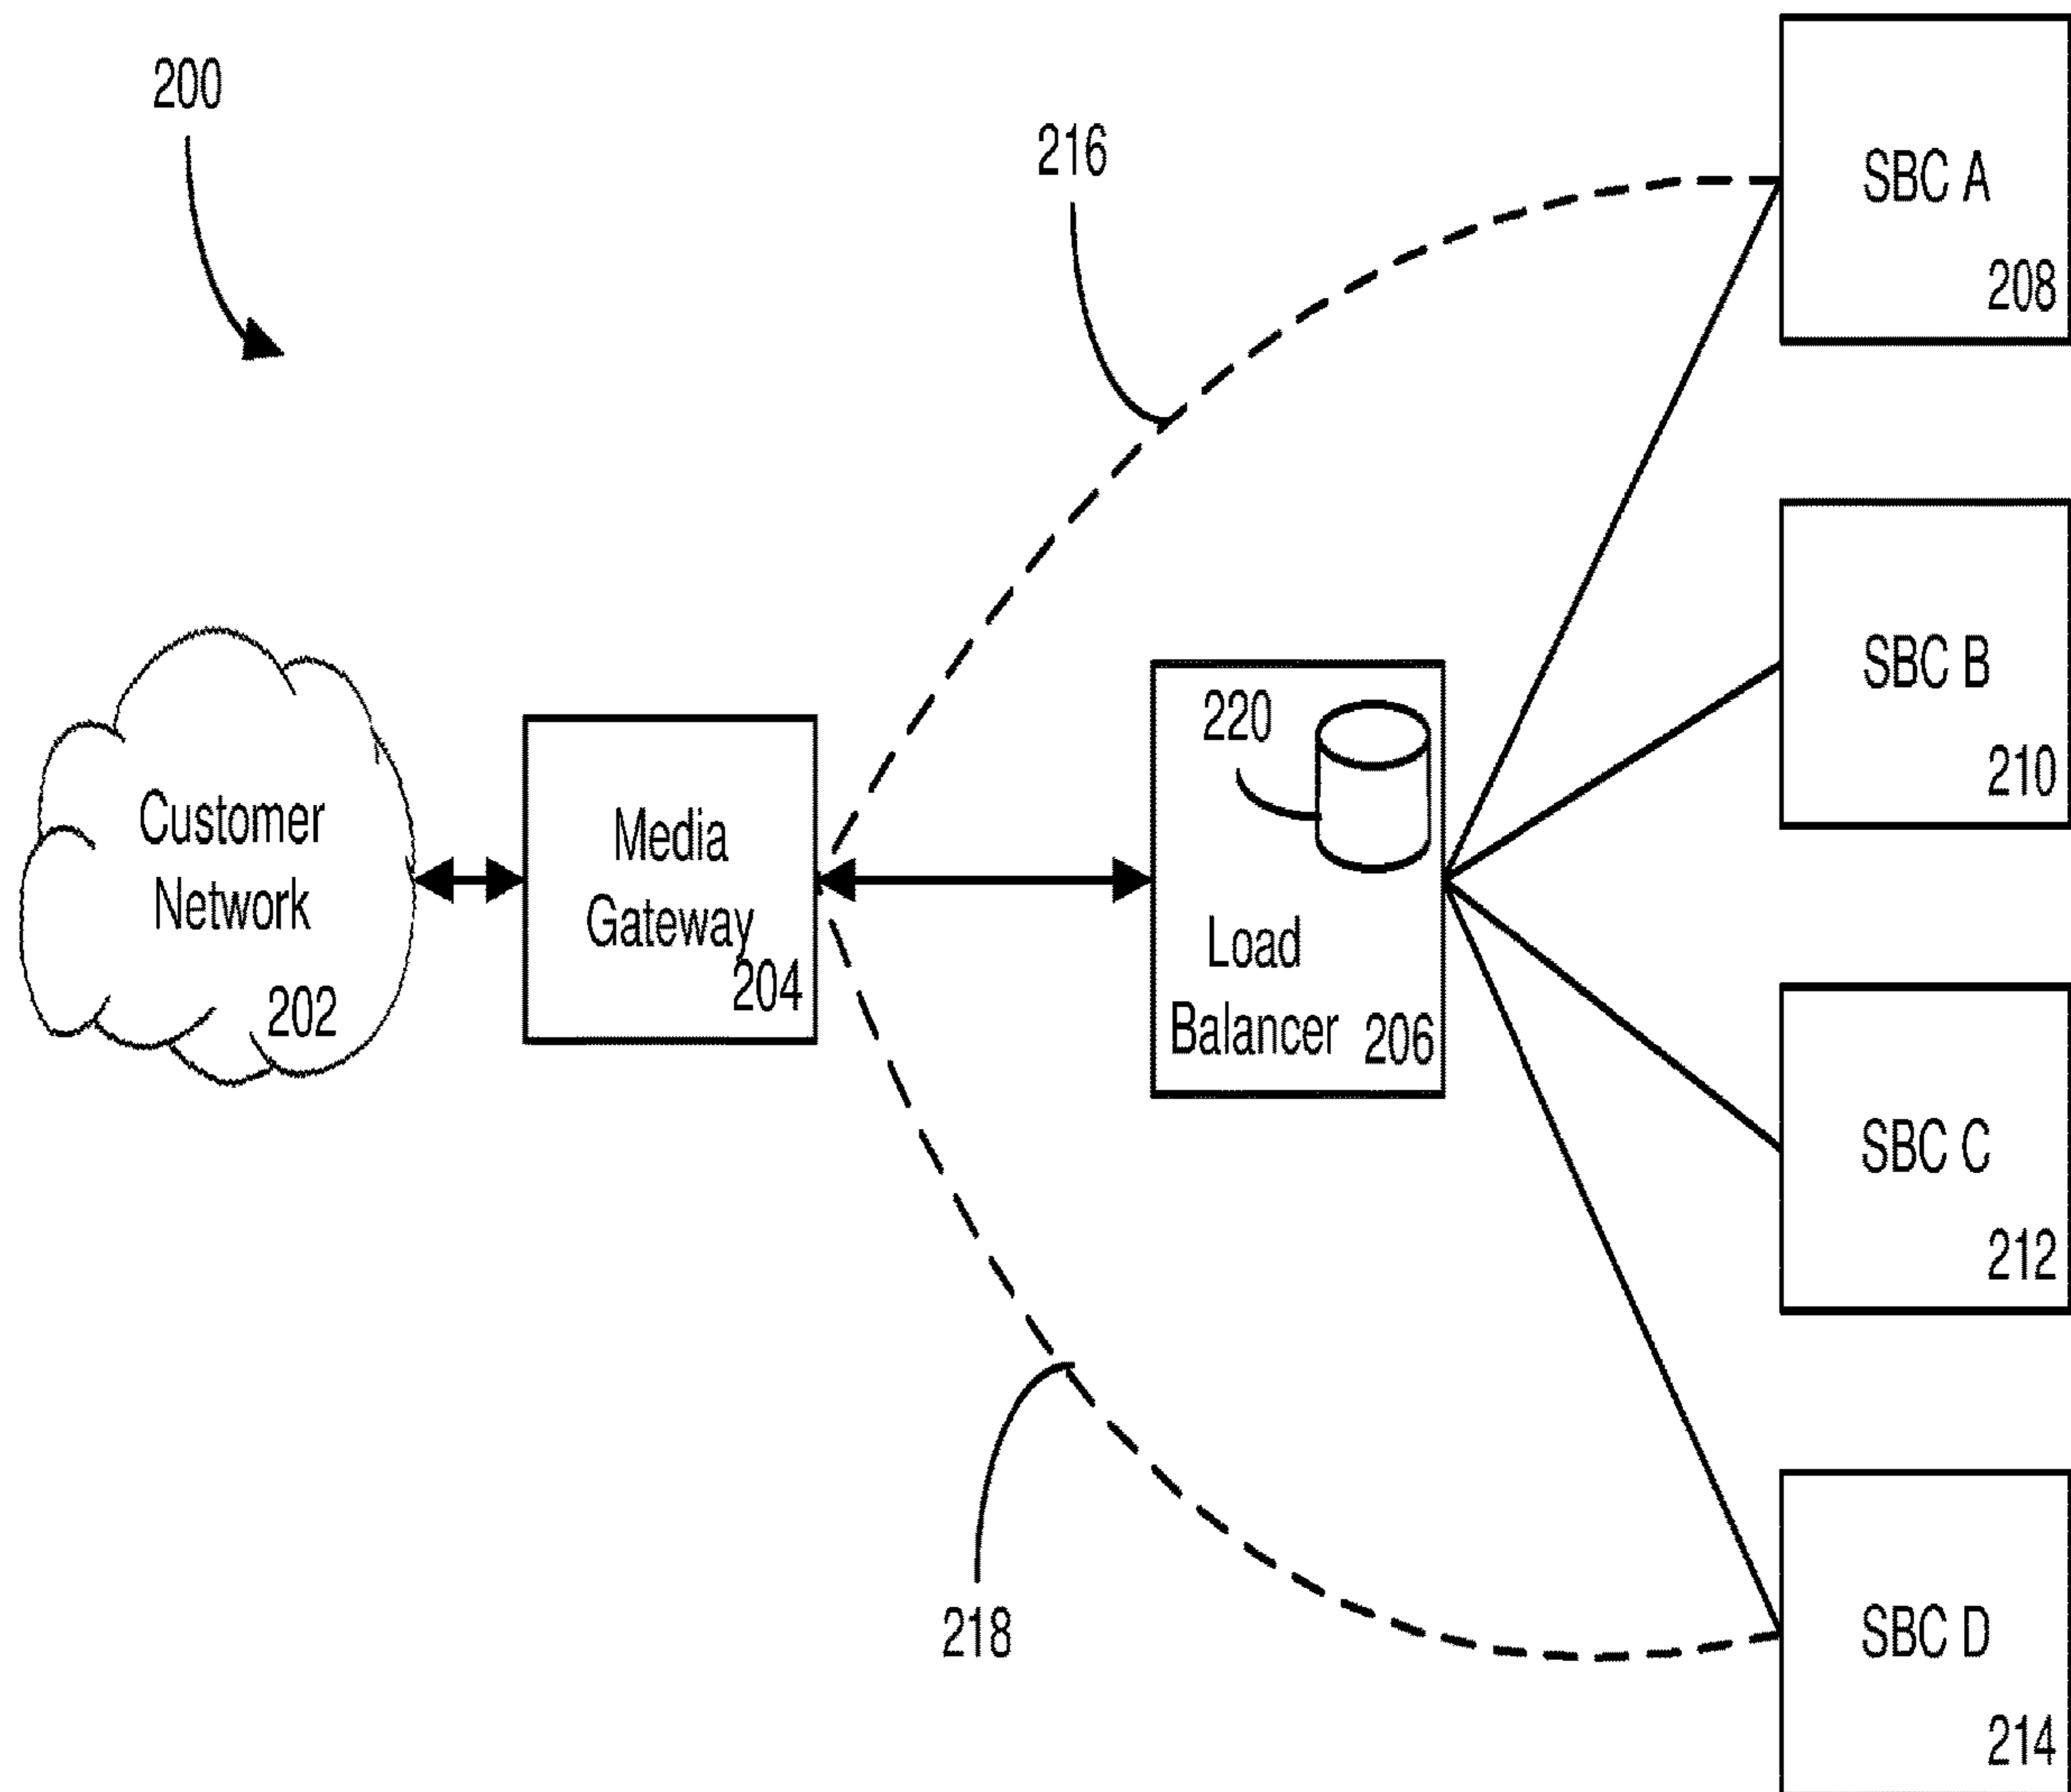 200
216
SBC A
208
SBC B
210
220
Customer
Network
202
Media
Gateway
204
Load
Balancer 206
SBC C
212
218
SBC D
214